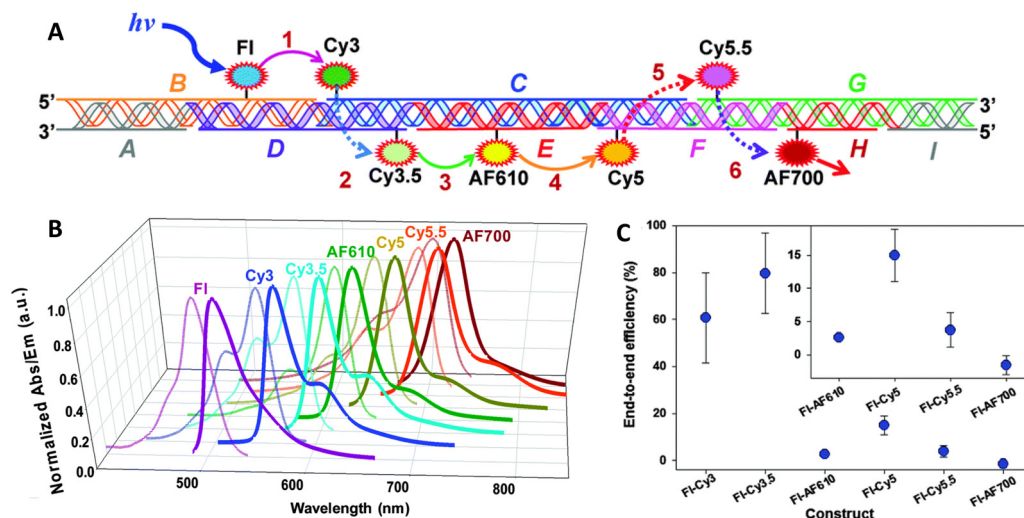 A
hν
Fl
1
Cy3
Cy5.5
B
C
5
G
5’
3’
3’
5’
A
D
2
Cy3.5
3
AF610
4
E
Cy5
F
6
AF700
H
I
B
Normalized Abs/Em (a.u.)
1.0
0.8
0.6
0.4
0.2
0.0
Fl
Cy3
Cy3.5
AF610
Cy5
Cy5.5
AF700
500
600
700
800
Wavelength (nm)
C
End-to-end efficiency (%)
100
80
60
40
20
0
15
5
0
Fl-AF610
Fl-Cy5
Fl-Cy5.5
Fl-AF700
Fl-Cy3
Fl-Cy3.5
Fl-AF610
Fl-Cy5
Fl-Cy5.5
Fl-AF700
Construct